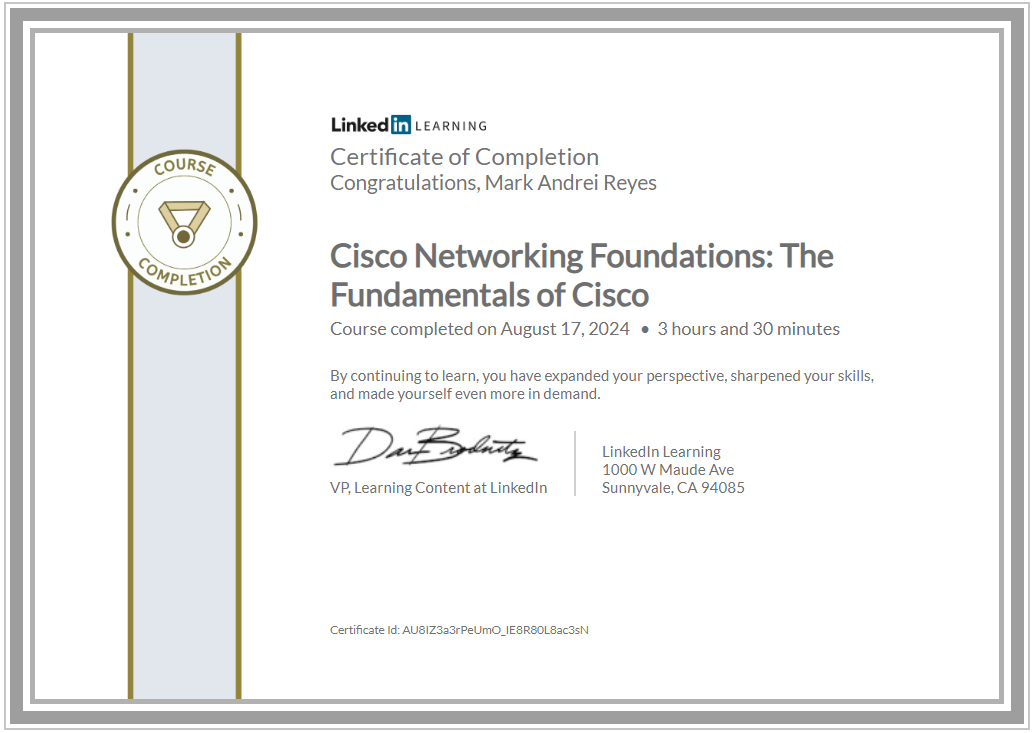 COURSE
COMPLETION
Linkedin LEARNING
Certificate of Completion
Congratulations, Mark Andrei Reyes
Cisco Networking Foundations: The
Fundamentals of Cisco
Course completed on August 17, 2024 • 3 hours and 30 minutes
By continuing to learn, you have expanded your perspective, sharpened your skills,
and made yourself even more in demand.
VP, Learning Content at LinkedIn
LinkedIn Learning
1000 W Maude Ave
Sunnyvale, CA 94085
Certificate Id: AU8IZ3a3rPeUmO_IE8R80L8ac3sN